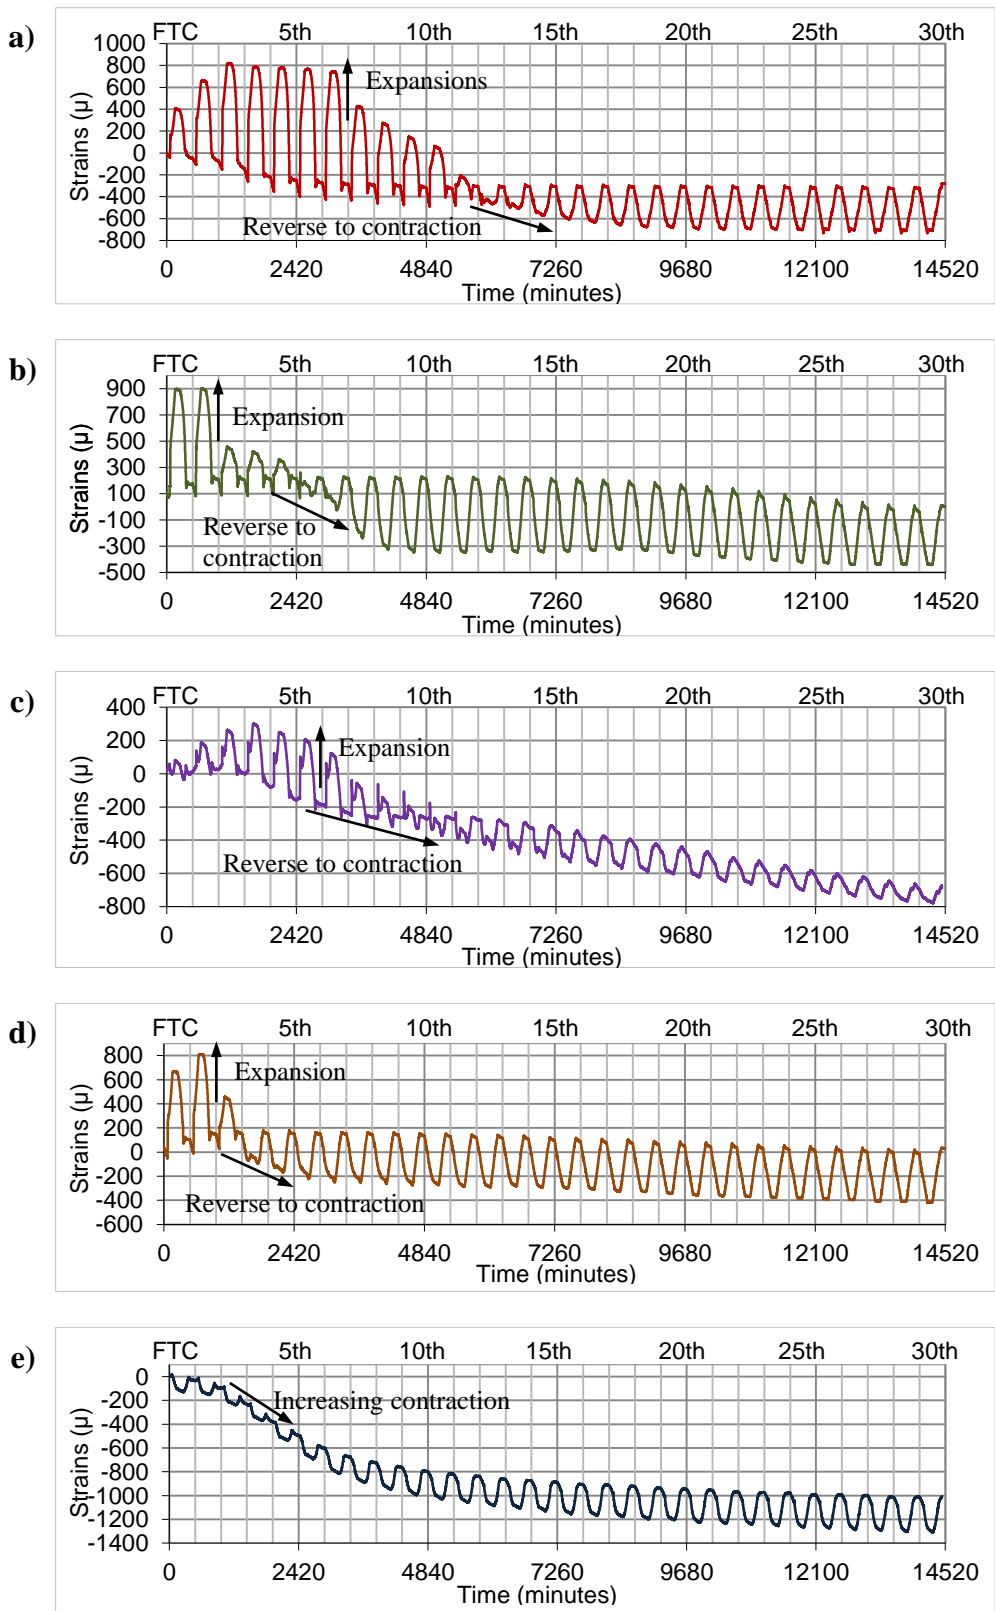 a)
FTC 5th 10th 15th 20th 25th 30th
1000
800
600
400
200
0
-200
-400
-600
-800
Strains (µ)
Expansions
Reverse to contraction
0 2420 4840 7260 9680 12100 14520
Time (minutes)
b)
FTC 5th 10th 15th 20th 25th 30th
900
700
500
300
100
-100
-300
-500
Strains (µ)
Expansion
Reverse to
contraction
0 2420 4840 7260 9680 12100 14520
Time (minutes)
c)
FTC 5th 10th 15th 20th 25th 30th
400
200
0
-200
-400
-600
-800
Strains (µ)
Expansion
Reverse to contraction
0 2420 4840 7260 9680 12100 14520
Time (minutes)
d)
FTC 5th 10th 15th 20th 25th 30th
800
600
400
200
0
-200
-400
-600
Strains (µ)
Expansion
Reverse to contraction
0 2420 4840 7260 9680 12100 14520
Time (minutes)
e)
FTC 5th 10th 15th 20th 25th 30th
0
-200
-400
-600
-800
-1000
-1200
-1400
Strains (µ)
Increasing contraction
0 2420 4840 7260 9680 12100 14520
Time (minutes)